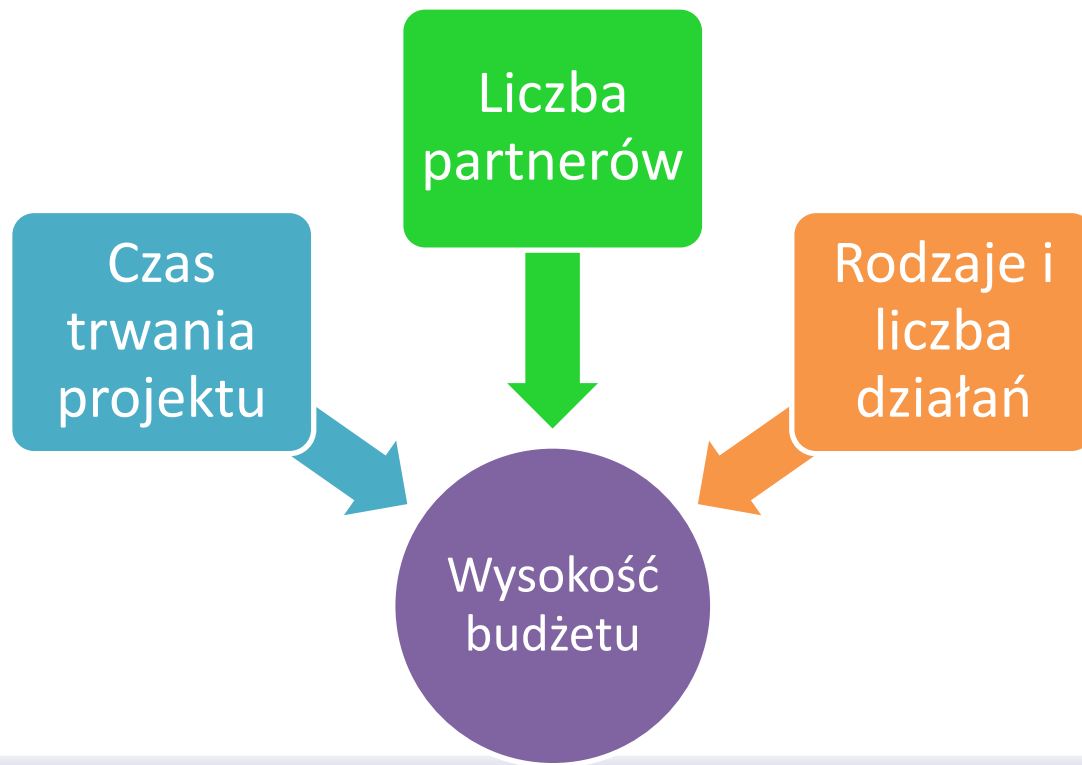 Liczba
partnerów
Czas
trwania
projektu
Rodzaje i
liczba
działań
Wysokość
budżetu